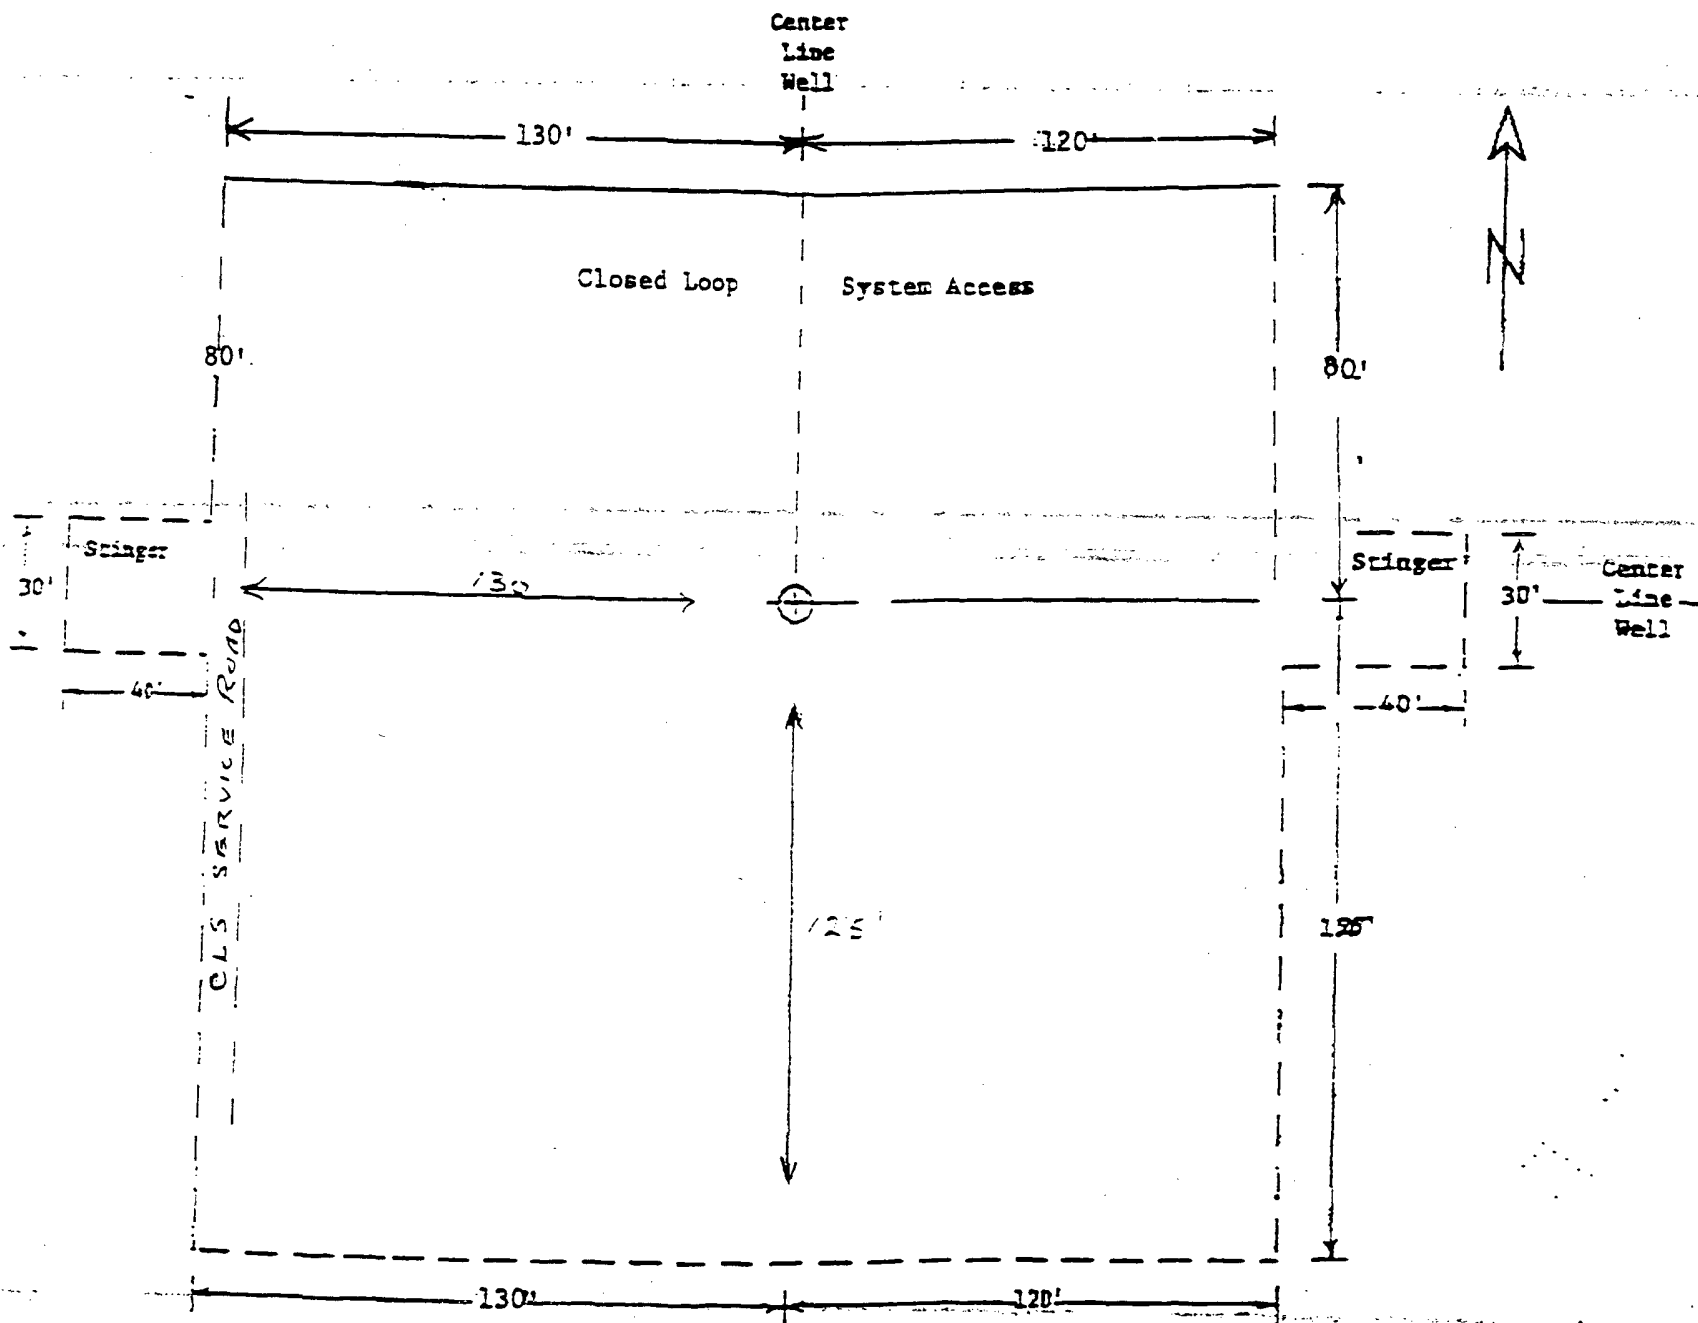 Center
Line
Well
130'
120'
N
Closed Loop
System Access
80'
80'
Stinger
Stinger
30'
130
30'
Center
Line
Well
40'
40'
CLS SERVICE ROAD
125'
130'
120'